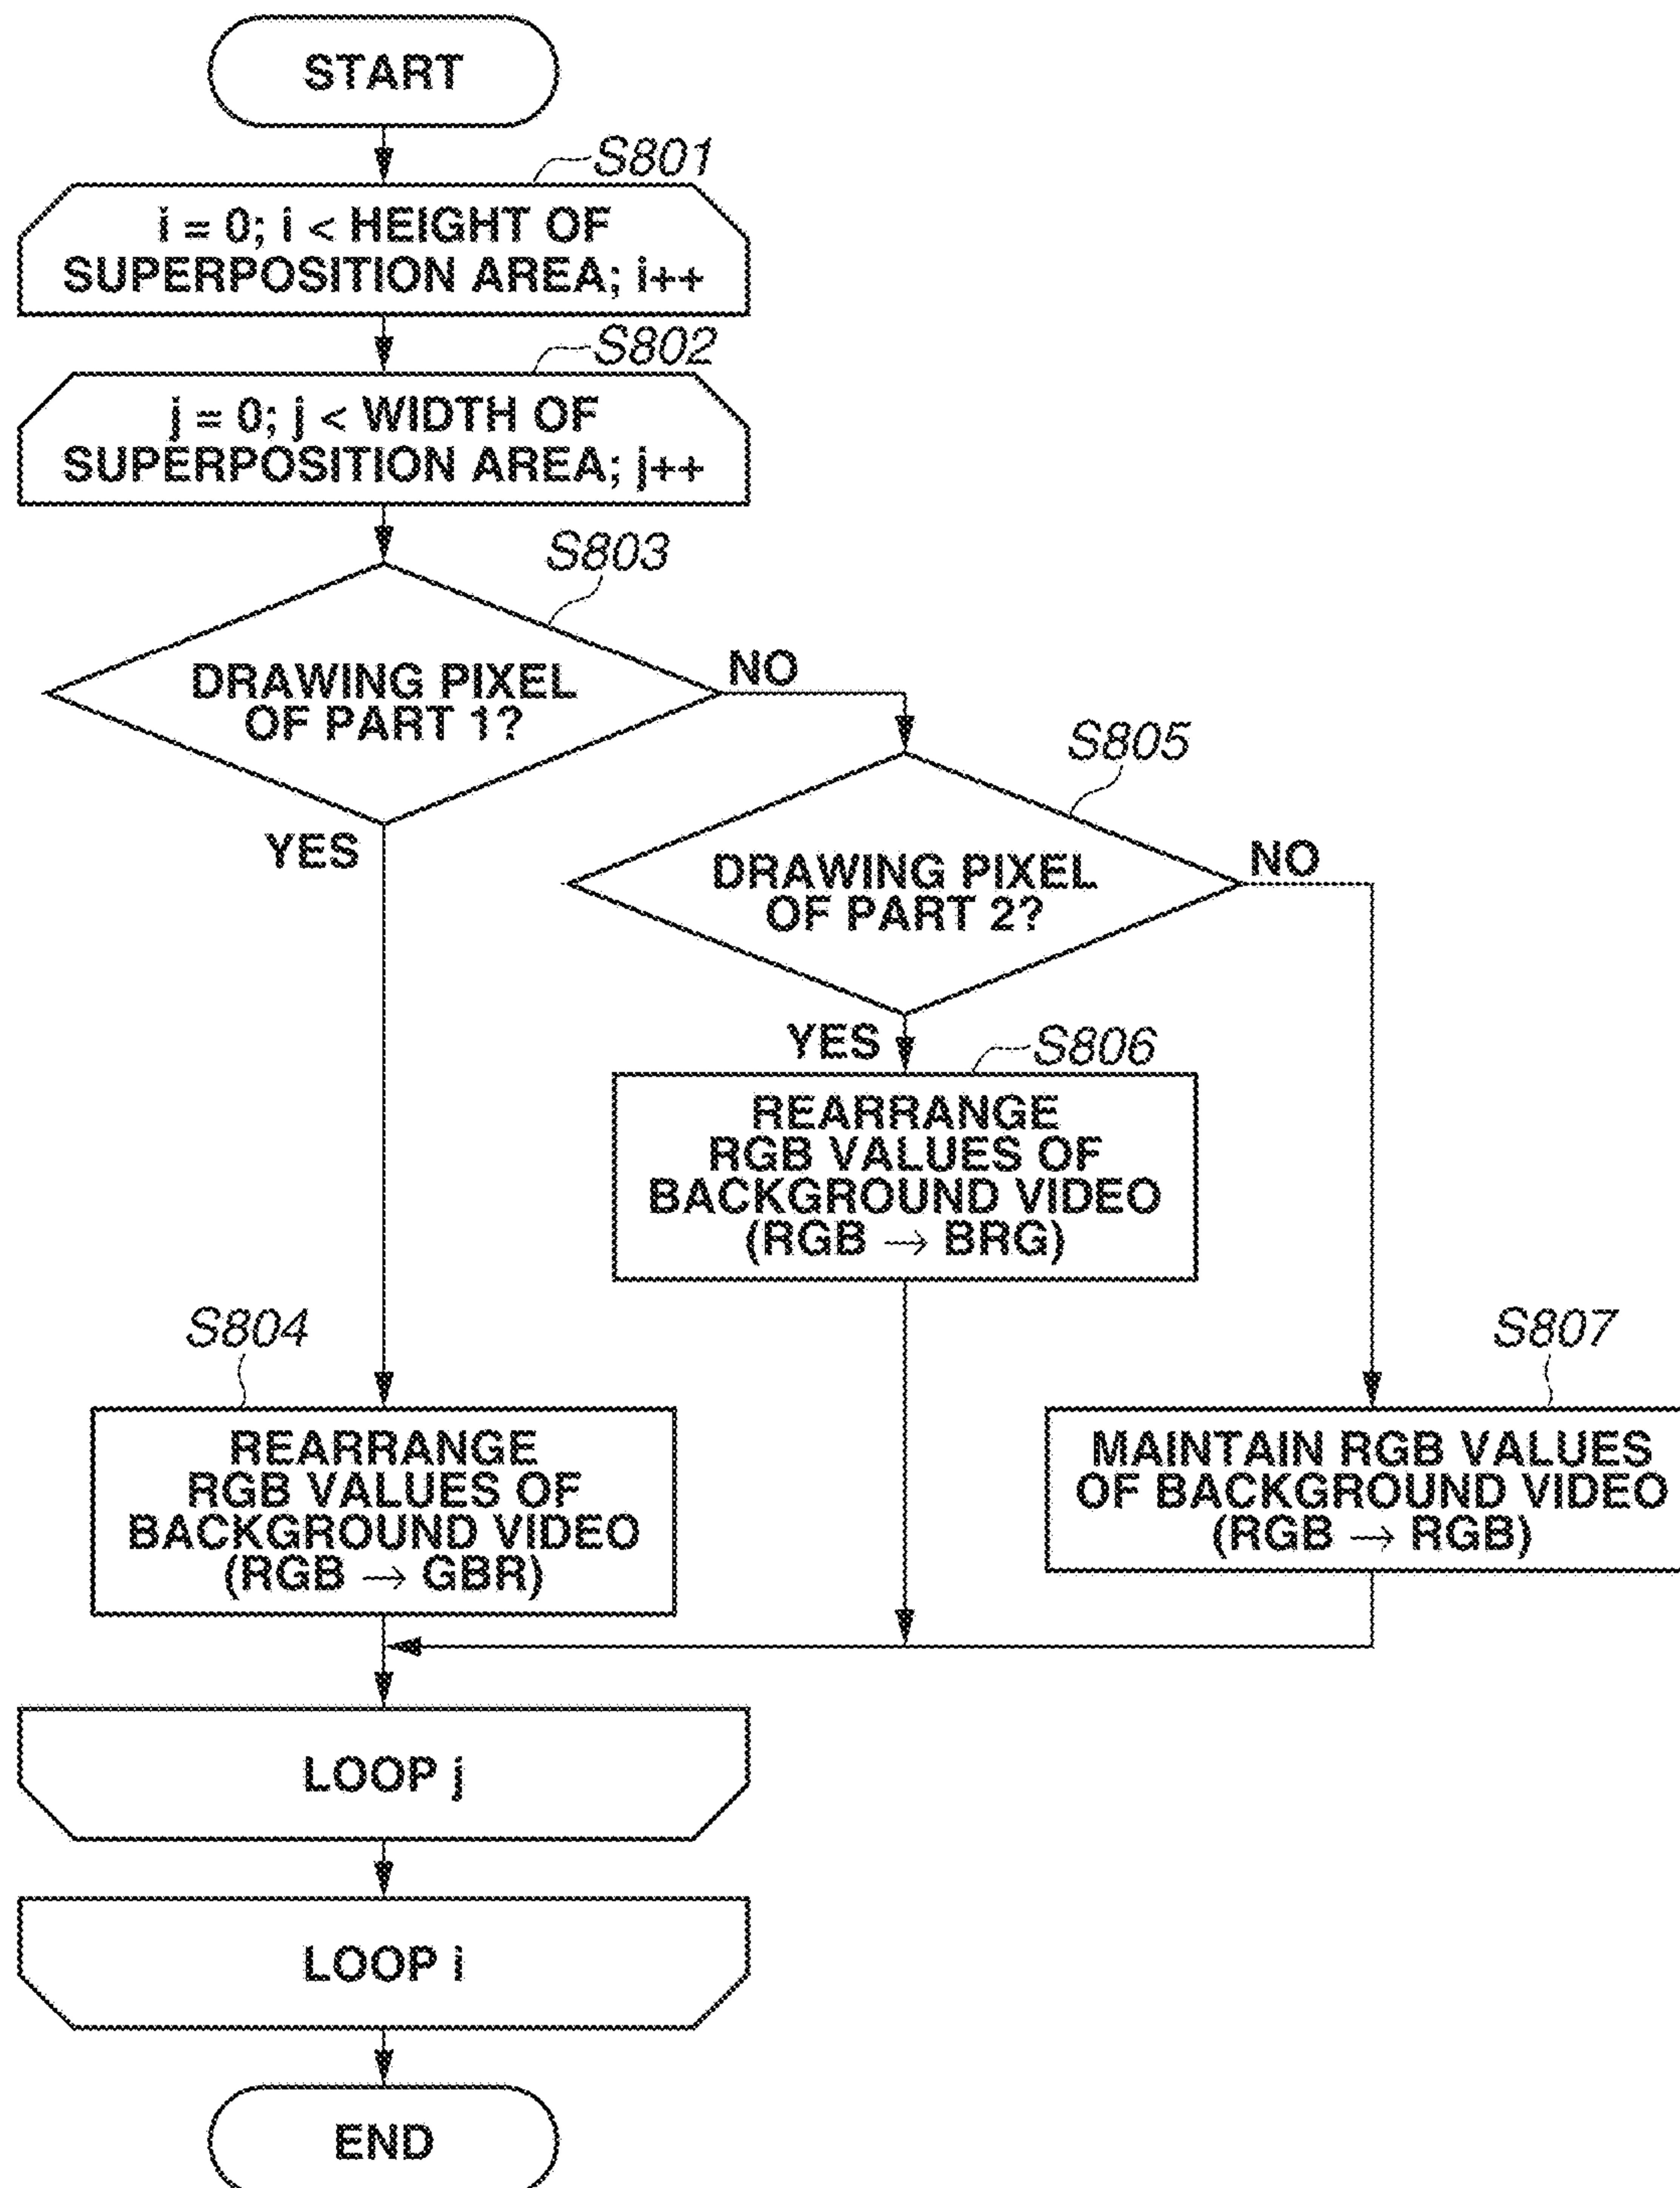 START
S801
i = 0; i < HEIGHT OF
SUPERPOSITION AREA; i++
S802
j = 0; j < WIDTH OF
SUPERPOSITION AREA; j++
S803
DRAWING PIXEL
OF PART 1?
NO
YES
S805
DRAWING PIXEL
OF PART 2?
NO
YES
S806
REARRANGE
RGB VALUES OF
BACKGROUND VIDEO
(RGB → BRG)
S804
REARRANGE
RGB VALUES OF
BACKGROUND VIDEO
(RGB → GBR)
S807
MAINTAIN RGB VALUES
OF BACKGROUND VIDEO
(RGB → RGB)
LOOP j
LOOP i
END